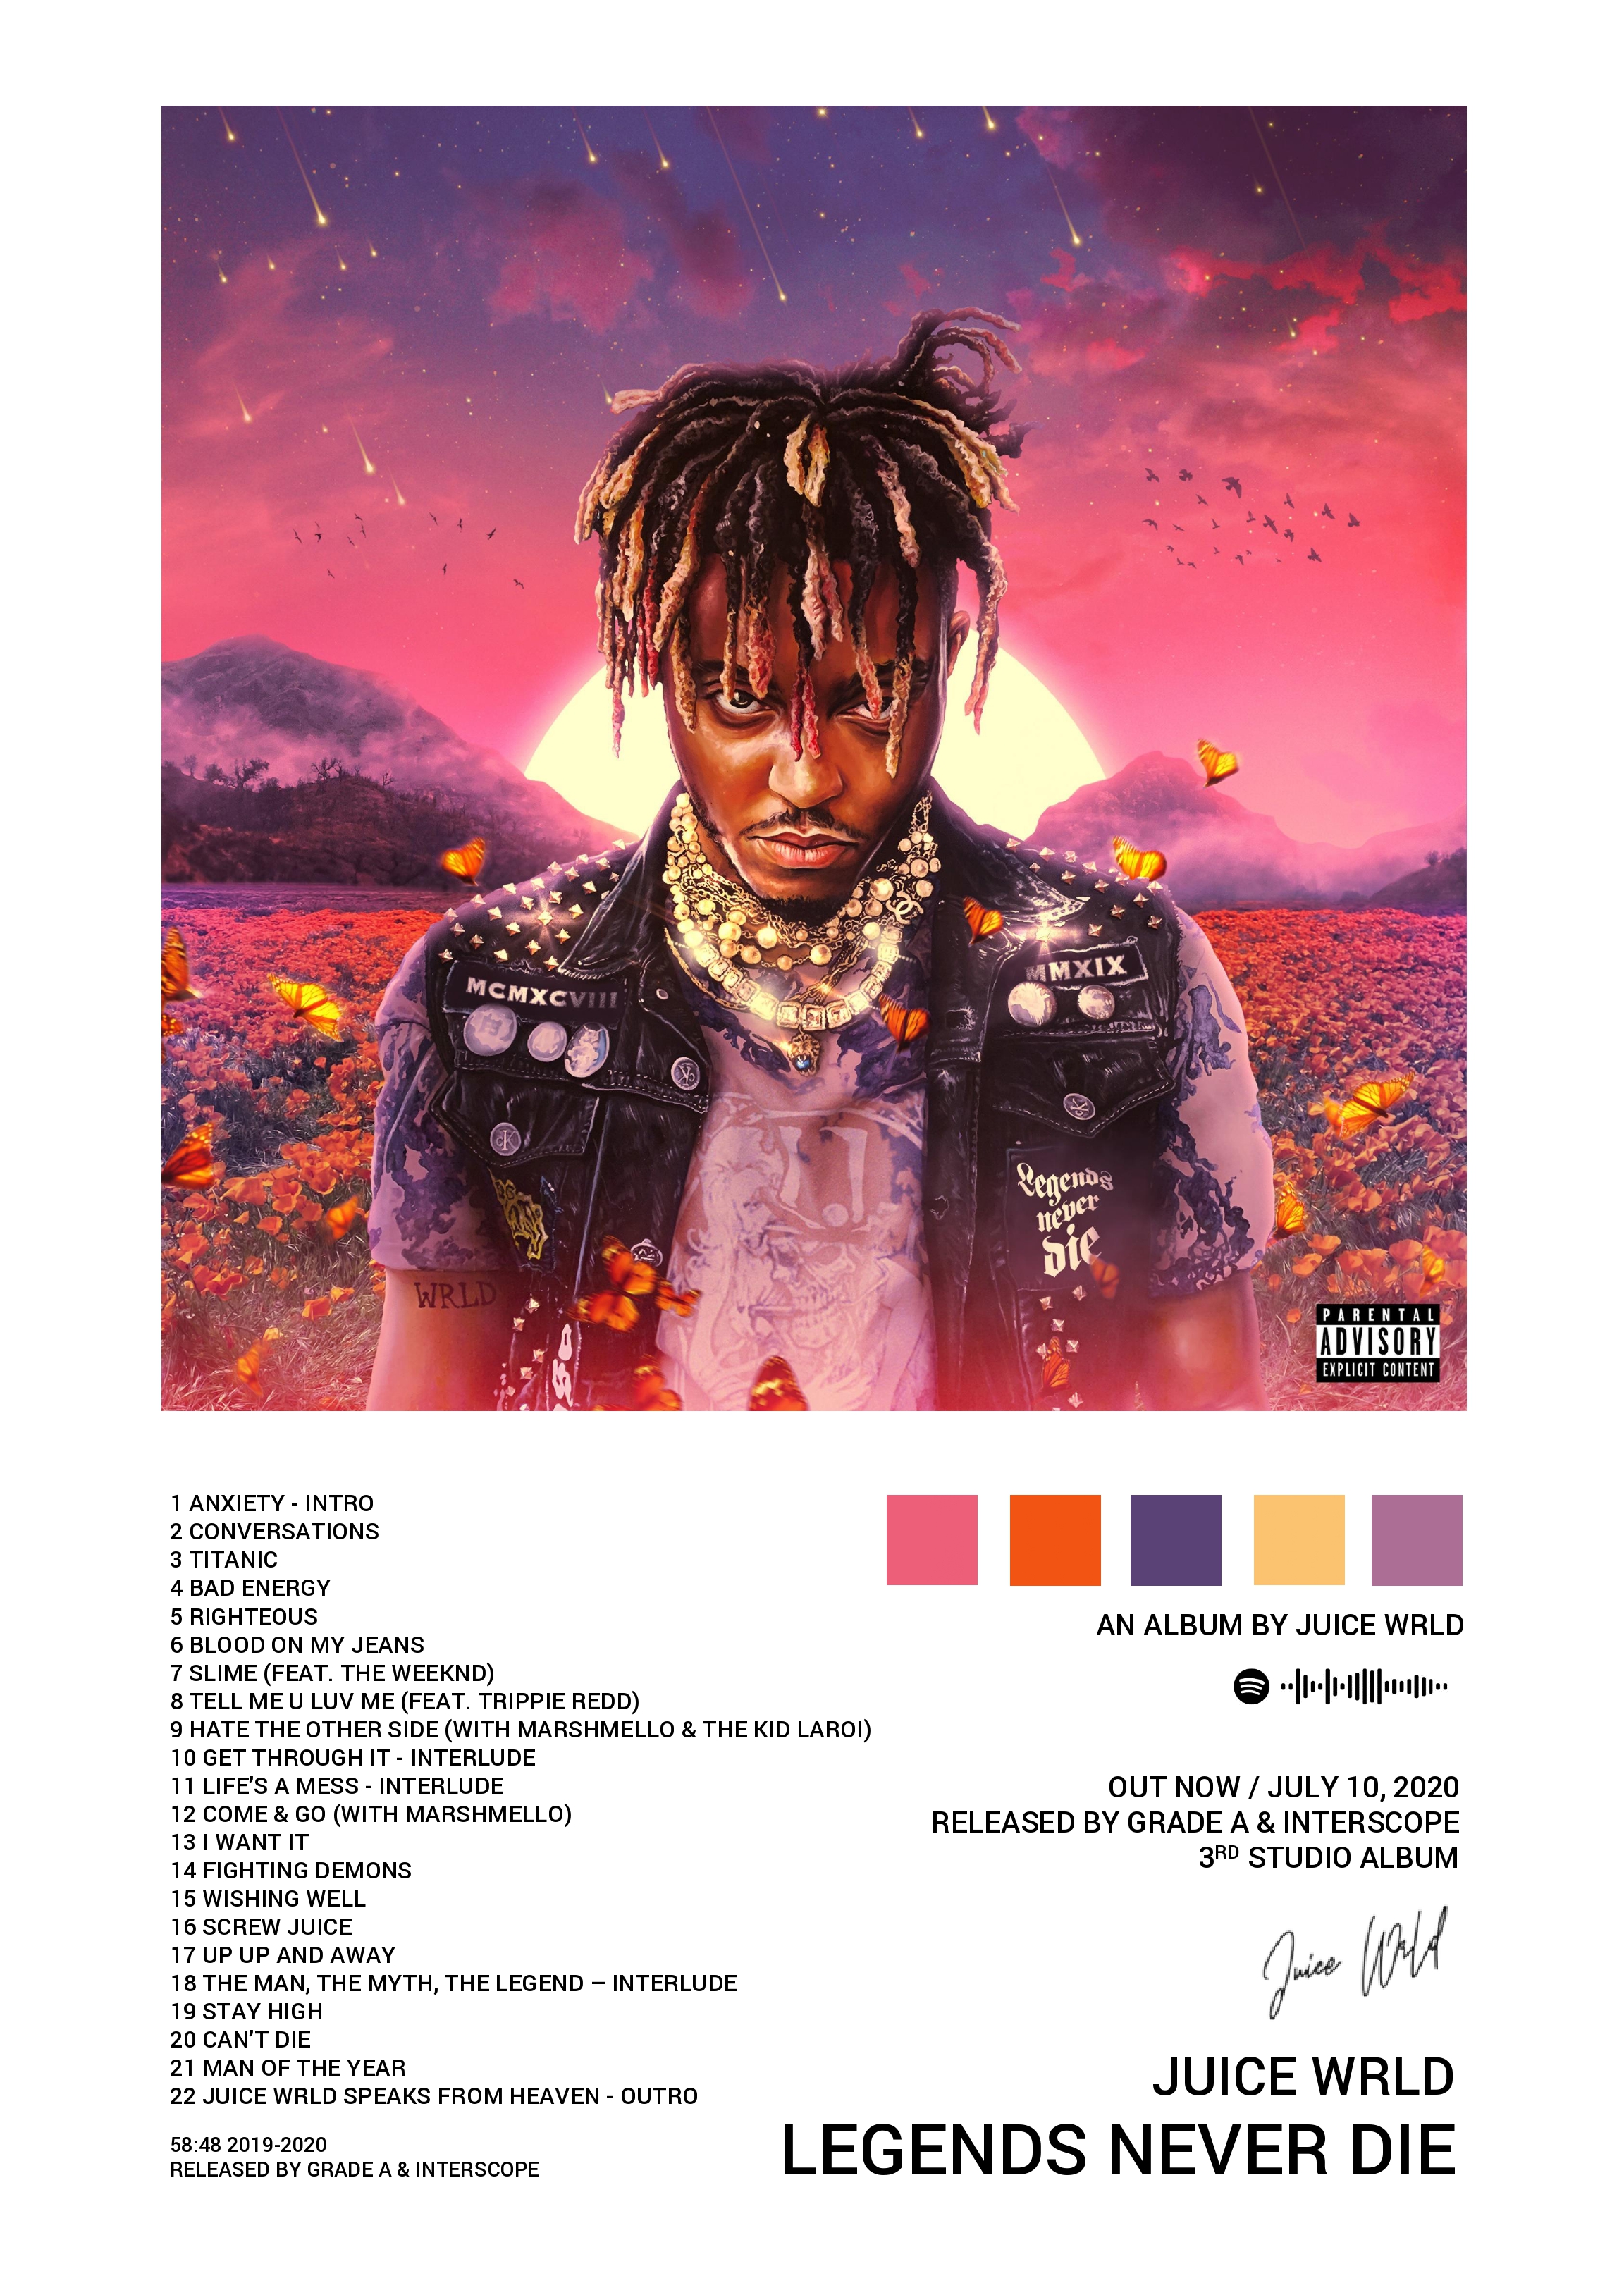 MCMXCVIII
MMXIX
Legends
never
die
WRLD
PARENTAL
ADVISORY
EXPLICIT CONTENT
1 ANXIETY - INTRO
2 CONVERSATIONS
3 TITANIC
4 BAD ENERGY
5 RIGHTEOUS
6 BLOOD ON MY JEANS
7 SLIME (FEAT. THE WEEKND)
8 TELL ME U LUV ME (FEAT. TRIPPIE REDD)
9 HATE THE OTHER SIDE (WITH MARSHMELLO & THE KID LAROI)
10 GET THROUGH IT - INTERLUDE
11 LIFE’S A MESS - INTERLUDE
12 COME & GO (WITH MARSHMELLO)
13 I WANT IT
14 FIGHTING DEMONS
15 WISHING WELL
16 SCREW JUICE
17 UP UP AND AWAY
18 THE MAN, THE MYTH, THE LEGEND – INTERLUDE
19 STAY HIGH
20 CAN’T DIE
21 MAN OF THE YEAR
22 JUICE WRLD SPEAKS FROM HEAVEN - OUTRO
58:48 2019-2020
RELEASED BY GRADE A & INTERSCOPE
AN ALBUM BY JUICE WRLD
OUT NOW / JULY 10, 2020
RELEASED BY GRADE A & INTERSCOPE
3RD STUDIO ALBUM
Juice Wrld
JUICE WRLD
LEGENDS NEVER DIE